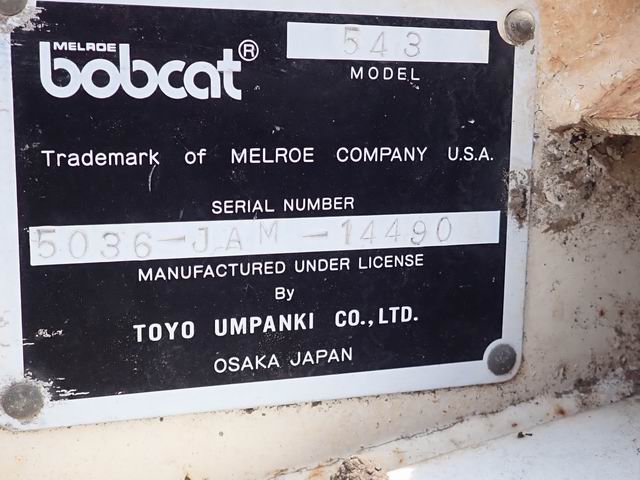 MELROE
bobcat®
543
MODEL
Trademark of MELROE COMPANY U.S.A.
SERIAL NUMBER
5036-JAM-14490
MANUFACTURED UNDER LICENSE
By
TOYO UMPANKI CO., LTD.
OSAKA JAPAN